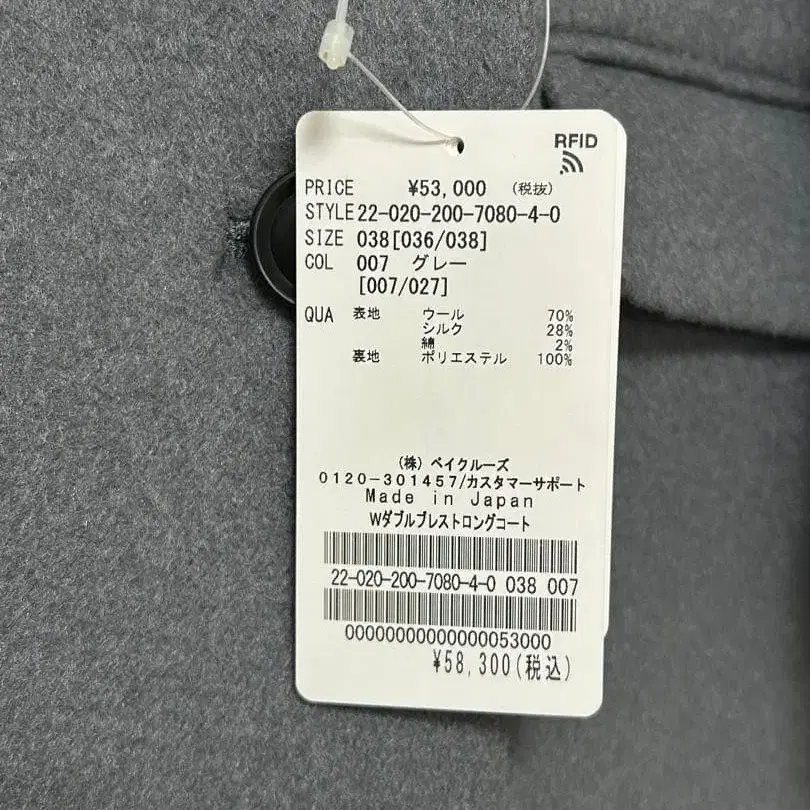 RFID
PRICE ¥53,000 (税抜)
STYLE 22-020-200-7080-4-0
SIZE 038[036/038]
COL 007 グレー
[007/027]
QUA 表地 ウール 70%
シルク 28%
綿 2%
裏地 ポリエステル 100%
(株) ベイクルーズ
0120-301457/カスタマーサポート
Made in Japan
Wダブルブレストロングコート
22-020-200-7080-4-0 038 007
00000000000000053000
¥58,300(税込)